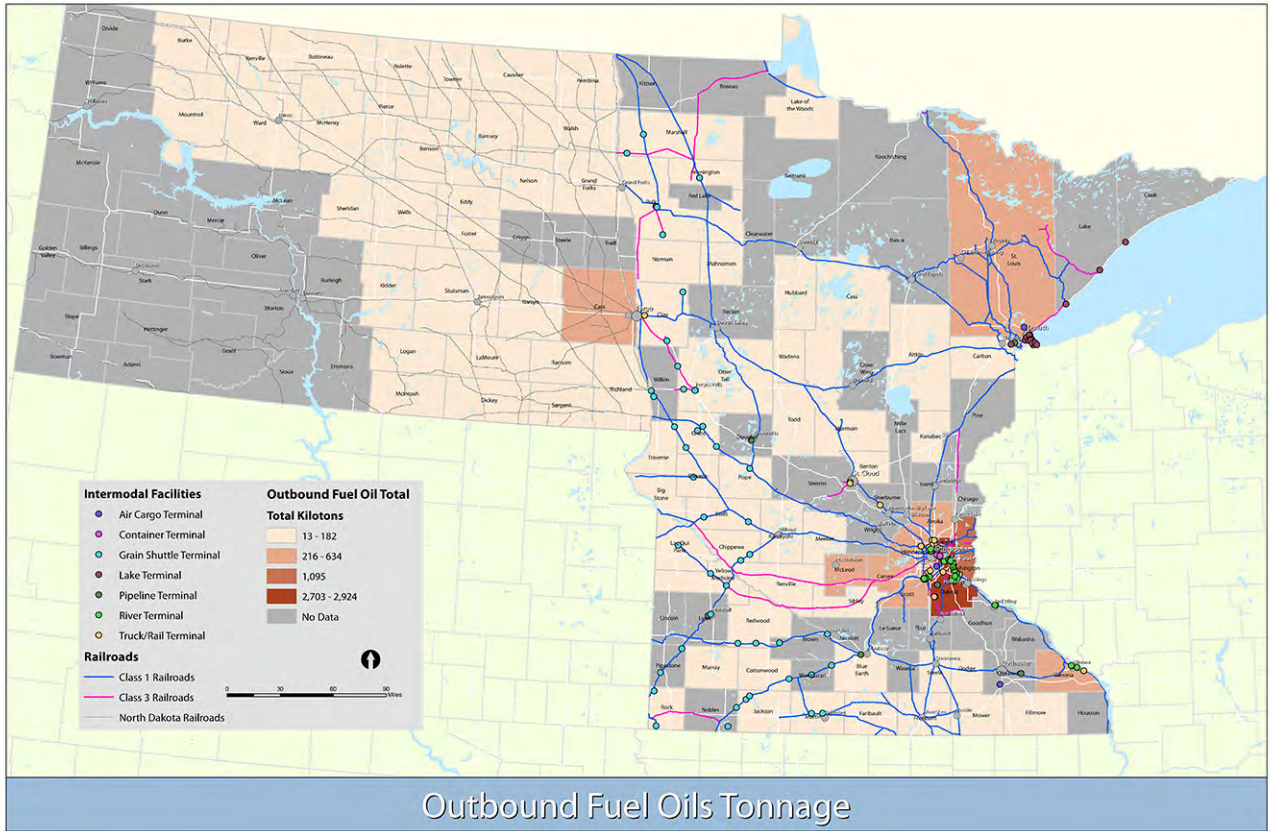 Divide
Burke
Renville
Bottineau
Rolette
Towner
Cavalier
Pembina
Williams
Williston
Mountrail
Ward
McHenry
Pierce
Ramsey
Walsh
Benson
Nelson
Grand
Forks
Grand Forks
McKenzie
McLean
Sheridan
Wells
Eddy
Foster
Griggs
Steele
Traill
Dunn
Mercer
Oliver
Golden
Valley
Billings
Stark
Burleigh
Kidder
Stutsman
Barnes
Cass
Fargo
Morton
Slope
Hettinger
Grant
Sioux
Emmons
Logan
LaMoure
Ransom
Richland
Bowman
Adams
McIntosh
Dickey
Sargent
Kittson
Roseau
Lake of
the Woods
Marshall
Pennington
Red Lake
Polk
Beltrami
Koochiching
Clearwater
Itasca
St.
Louis
Lake
Cook
Norman
Mahnomen
Hubbard
Cass
Clay
Becker
Detroit Lakes
Wadena
Crow
Wing
Aitkin
Carlton
Duluth
Wilkin
Otter
Tail
Fergus Falls
Todd
Morrison
Mille
Lacs
Kanabec
Pine
Grant
Douglas
Traverse
Big
Stone
Pope
Stearns
Benton
St. Cloud
Sherburne
Isanti
Chisago
Anoka
Wright
Swift
Kandiyohi
Meeker
Lac Qui
Parle
Chippewa
Yellow
Medicine
Renville
McLeod
Carver
Scott
Dakota
Sibley
Lincoln
Lyon
Redwood
Brown
Nicollet
Le Sueur
Rice
Goodhue
Red Wing
Wabasha
Pipestone
Murray
Cottonwood
Blue
Earth
Waseca
Steele
Dodge
Rochester
Olmsted
Winona
Rock
Nobles
Jackson
Faribault
Mower
Fillmore
Houston
Intermodal Facilities
Air Cargo Terminal
Container Terminal
Grain Shuttle Terminal
Lake Terminal
Pipeline Terminal
River Terminal
Truck/Rail Terminal
Railroads
Class 1 Railroads
Class 3 Railroads
North Dakota Railroads
Outbound Fuel Oil Total
Total Kilotons
13 - 182
216 - 634
1,095
2,703 - 2,924
No Data
0 30 60 90
Miles
Outbound Fuel Oils Tonnage